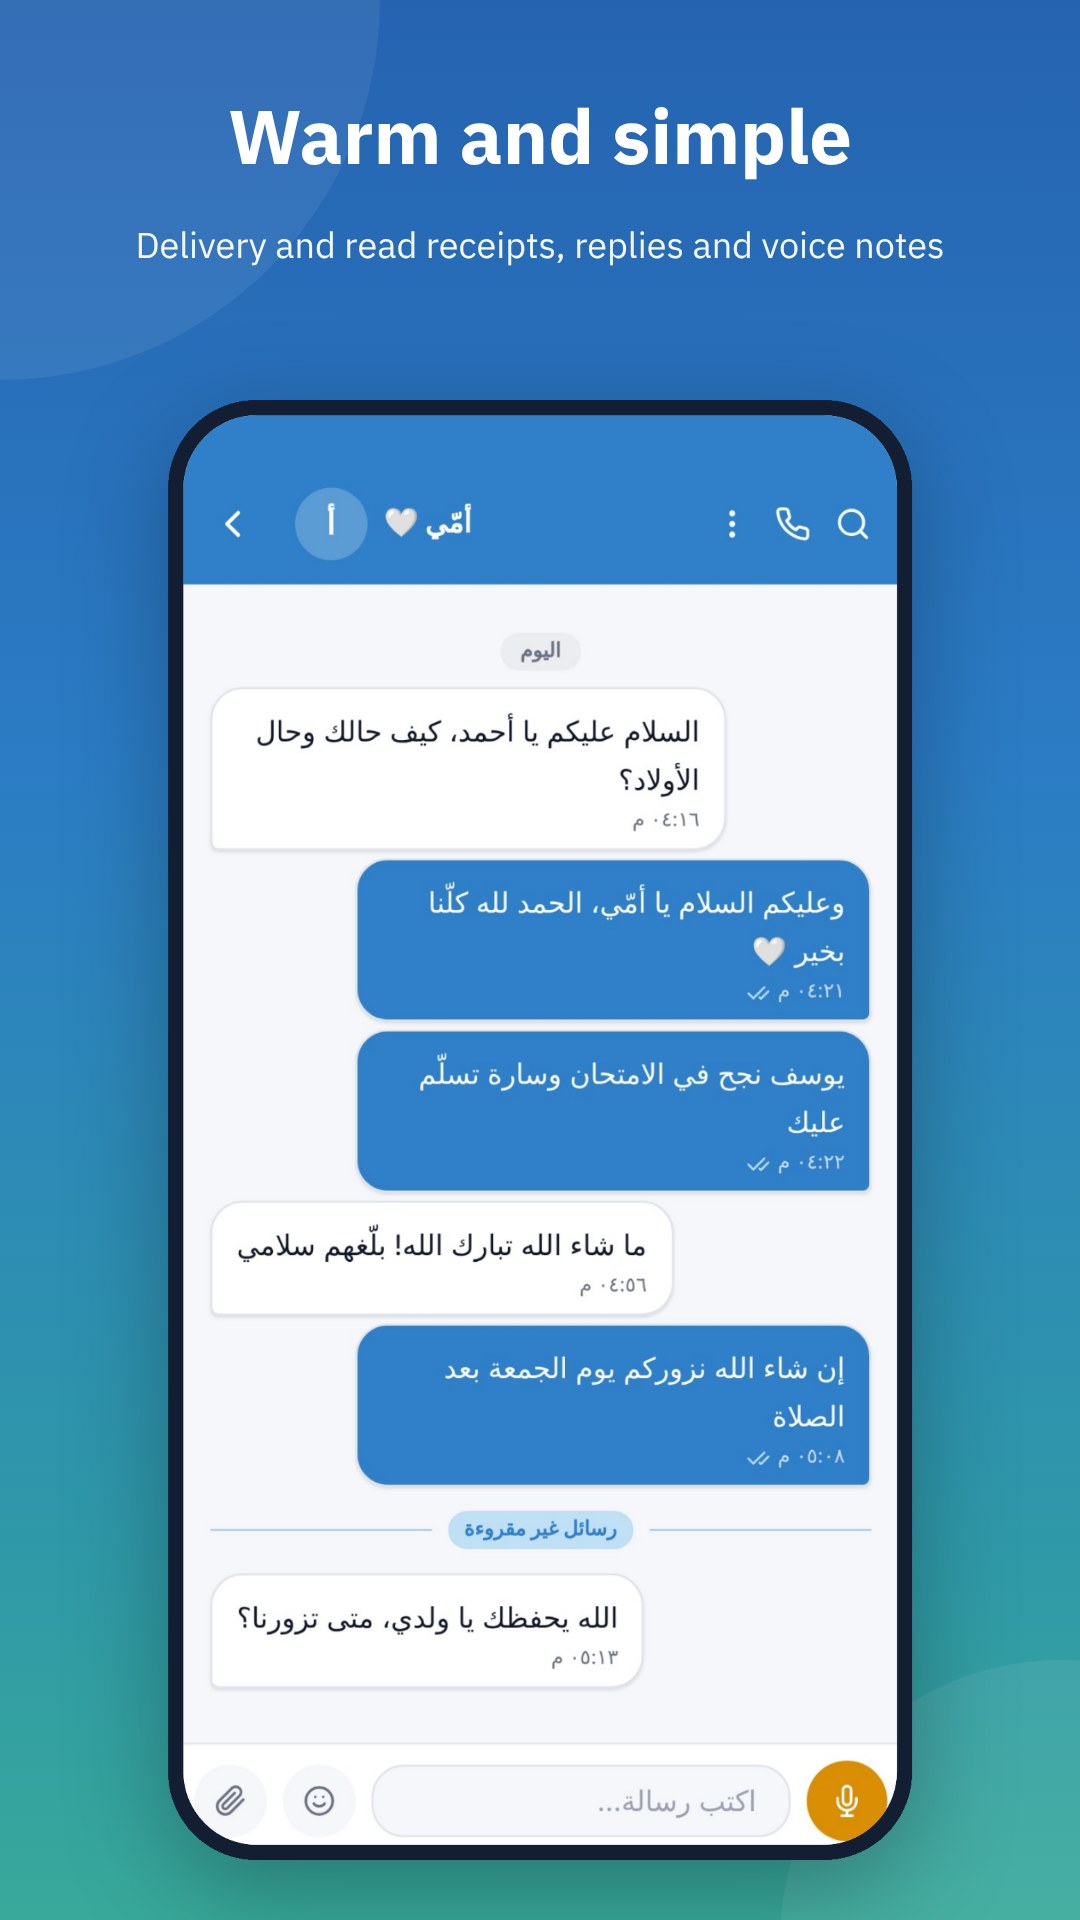 Warm and simple
Delivery and read receipts, replies and voice notes
أ
أمّي 🤍
اليوم
السلام عليكم يا أحمد، كيف حالك وحال
الأولاد؟
٠٤:١٦ م
وعليكم السلام يا أمّي، الحمد لله كلّنا
بخير 🤍
٠٤:٢١ م
يوسف نجح في الامتحان وسارة تسلّم
عليك
٠٤:٢٢ م
ما شاء الله تبارك الله! بلّغهم سلامي
٠٤:٥٦ م
إن شاء الله نزوركم يوم الجمعة بعد
الصلاة
٠٥:٠٨ م
رسائل غير مقروءة
الله يحفظك يا ولدي، متى تزورنا؟
٠٥:١٣ م
اكتب رسالة...